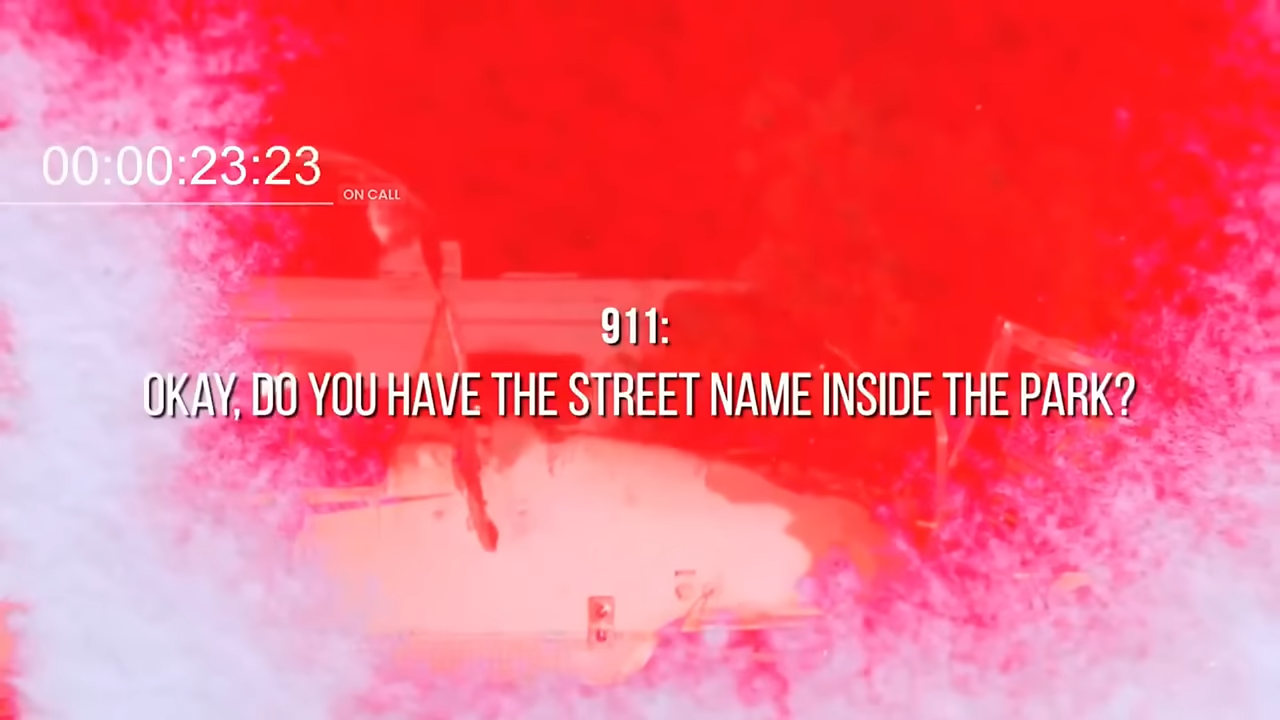 00:00:23:23
ON CALL
911:
OKAY, DO YOU HAVE THE STREET NAME INSIDE THE PARK?